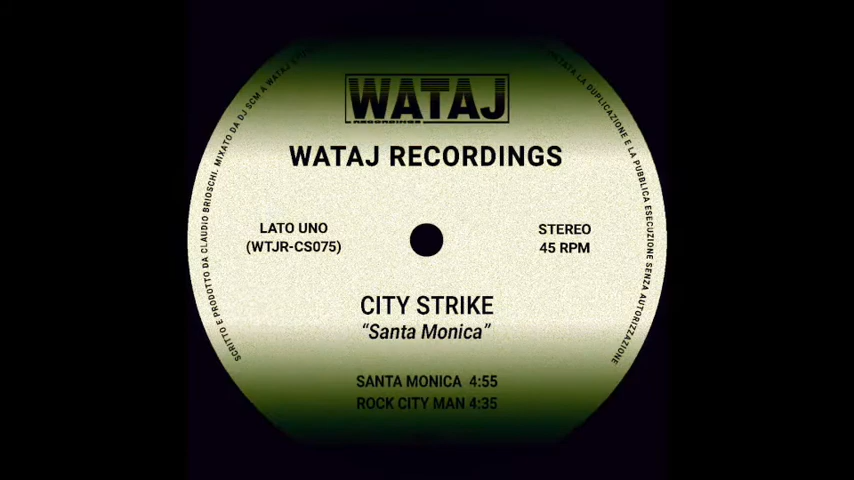 WATAJ
RECORDINGS
WATAJ RECORDINGS
LATO UNO
(WTJR-CS075)
STEREO
45 RPM
CITY STRIKE
“Santa Monica”
SANTA MONICA 4:55
ROCK CITY MAN 4:35
SCRITTO E PRODOTTO DA CLAUDIO BRIOSCHI. MIXATO DA DJ SCM A WATAJ
LA DUPLICAZIONE E LA PUBBLICA ESECUZIONE SENZA AUTORIZZAZIONE